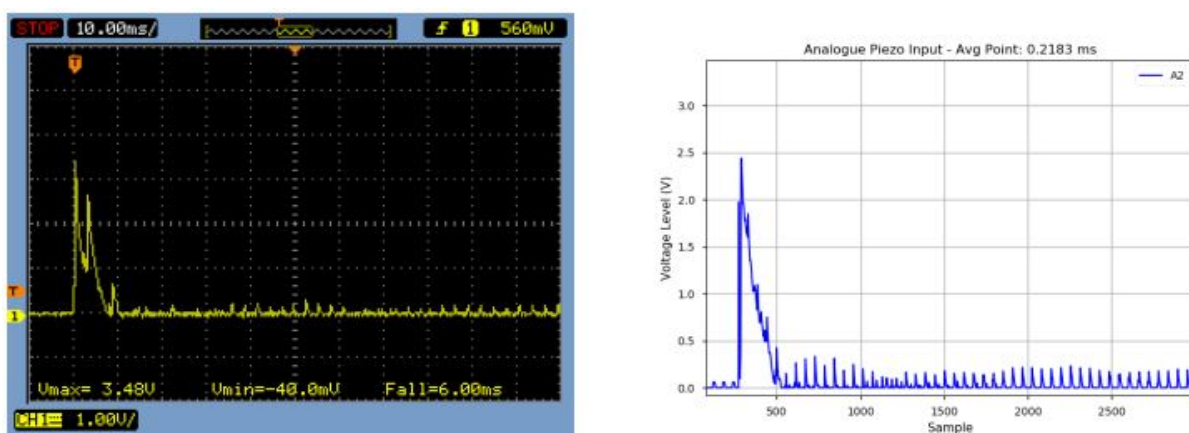 STOP 10.00ms/ T 1 560mV
T
T
1
Vmax= 3.48V Vmin=-40.0mV Fall=6.00ms
CH1 1.00V/
Analogue Piezo Input - Avg Point: 0.2183 ms
A2
Voltage Level (V)
3.0
2.5
2.0
1.5
1.0
0.5
0.0
500 1000 1500 2000 2500
Sample